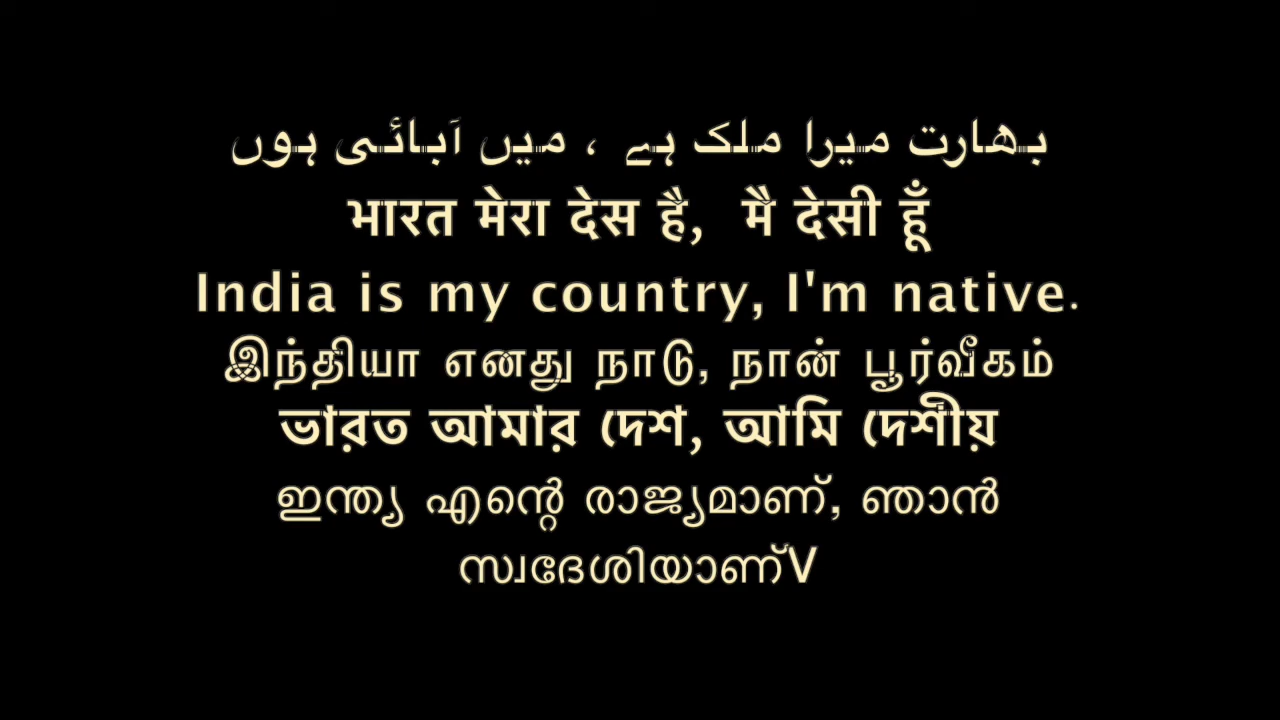 بھارت میرا ملک ہے ، میں آبائی ہوں
भारत मेरा देस है, मै देसी हूँ
India is my country, I'm native.
இந்தியா எனது நாடு, நான் பூர்வீகம்
ভারত আমার দেশ, আমি দেশীয়
ഇന്ത്യ എന്റെ രാജ്യമാണ്, ഞാൻ
സ്വദേശിയാണ്V